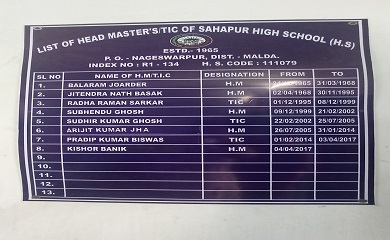 LIST OF HEAD MASTER'S/TIC OF SAHAPUR HIGH SCHOOL (H.S)
ESTD.- 1965
P. O. - NAGESWARPUR, DIST. - MALDA.
INDEX NO : R1 - 134 H. S. CODE : 111079
SL NO NAME OF H.M/T.I.C DESIGNATION FROM TO
1. BALARAM JOARDER H.M 1965 31/03/1968
2. JITENDRA NATH BASAK H.M 02/04/1968 30/11/1995
3. RADHA RAMAN SARKAR TIC 01/12/1995 08/12/1999
4. SUBHENDU GHOSH H.M 09/12/1999 21/02/2002
5. SUDHIR KUMAR GHOSH TIC 22/02/2002 25/07/2005
6. ARIJIT KUMAR JHA H.M 26/07/2005 31/01/2014
7. PRADIP KUMAR BISWAS TIC 01/02/2014 03/04/2017
8. KISHOR BANIK H.M 04/04/2017
9.
10.
11.
12.
13.